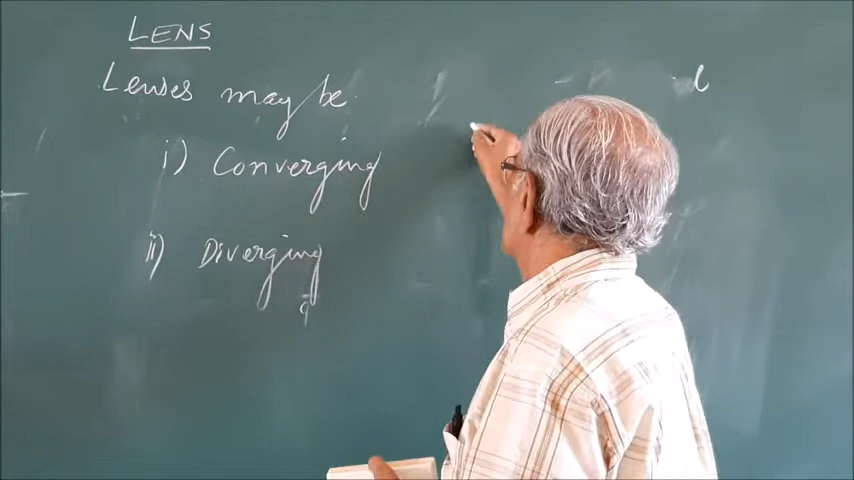 LENS
Lenses may be
i) Converging
ii) Diverging